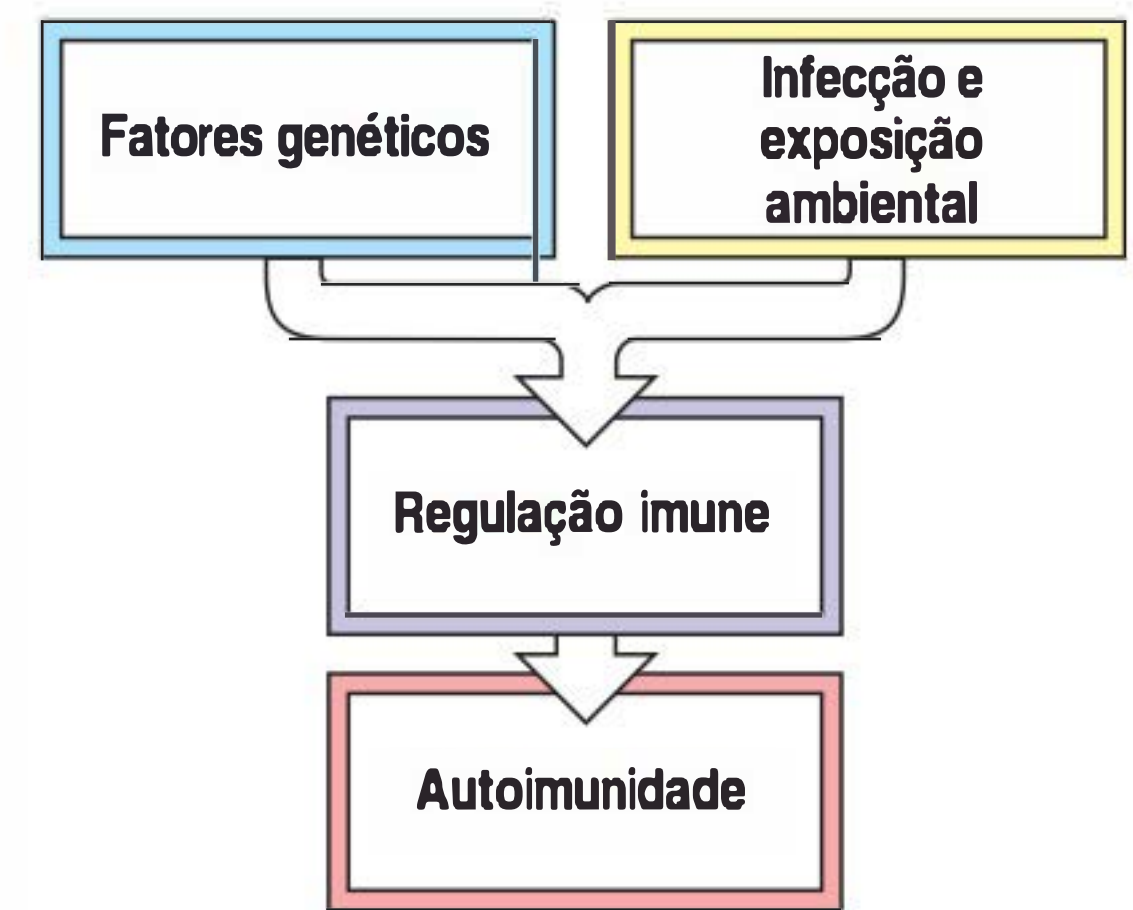 Fatores genéticos
Infecção e
exposição
ambiental
Regulação imune
Autoimunidade